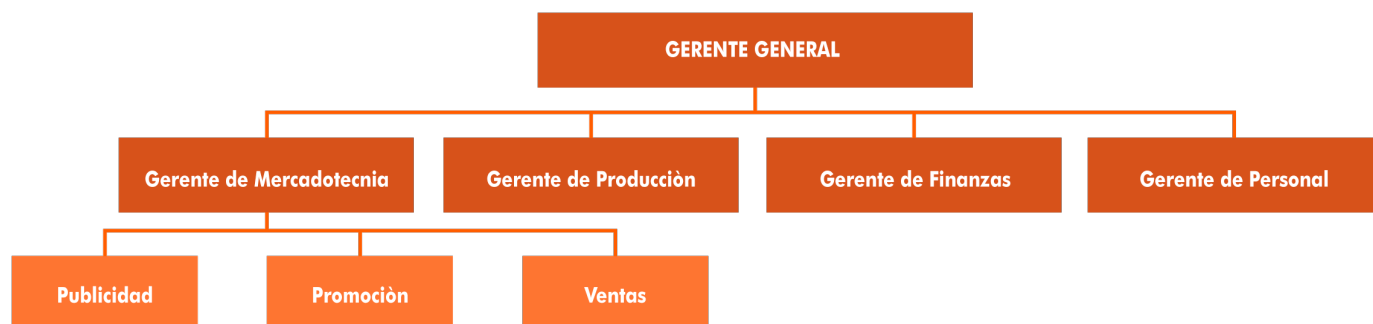 GERENTE GENERAL
Gerente de Mercadotecnia
Gerente de Producciòn
Gerente de Finanzas
Gerente de Personal
Publicidad
Promociòn
Ventas